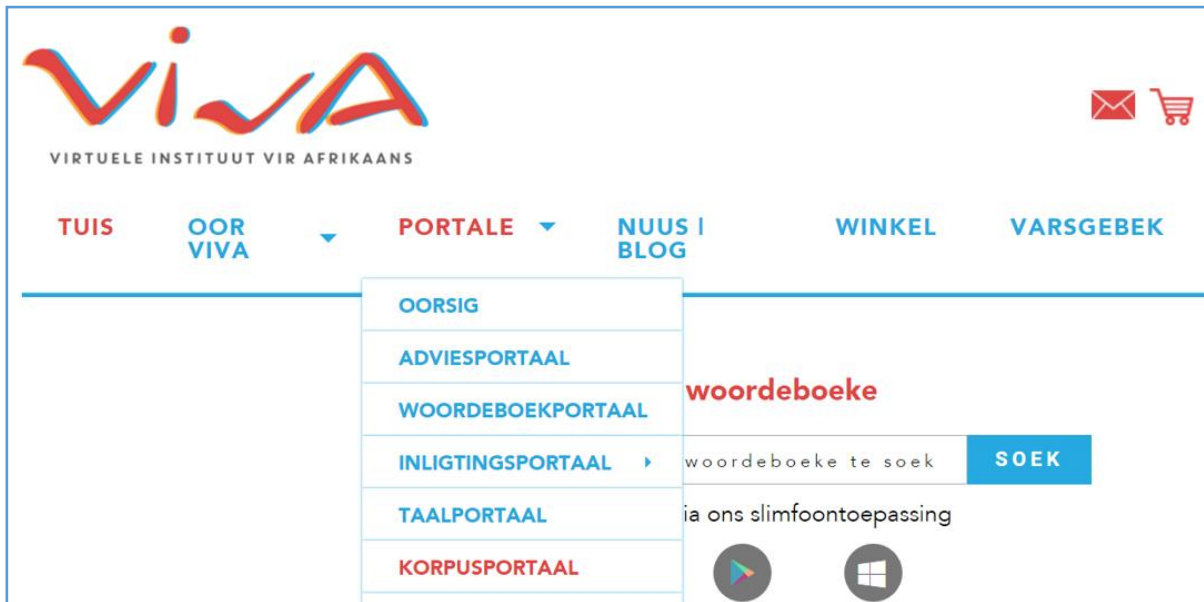 VivA
VIRTUELE INSTITUUT VIR AFRIKAANS
TUIS
OOR
VIVA
PORTALE
NUUS |
BLOG
WINKEL
VARSGEBEK
OORSIG
ADVIESPORTAAL
WOORDEBOEKPORTAAL
INLIGTINGSPORTAAL
TAALPORTAAL
KORPUSPORTAAL
woordeboeke
woordeboeke te soek
SOEK
ia ons slimfoontoepassing